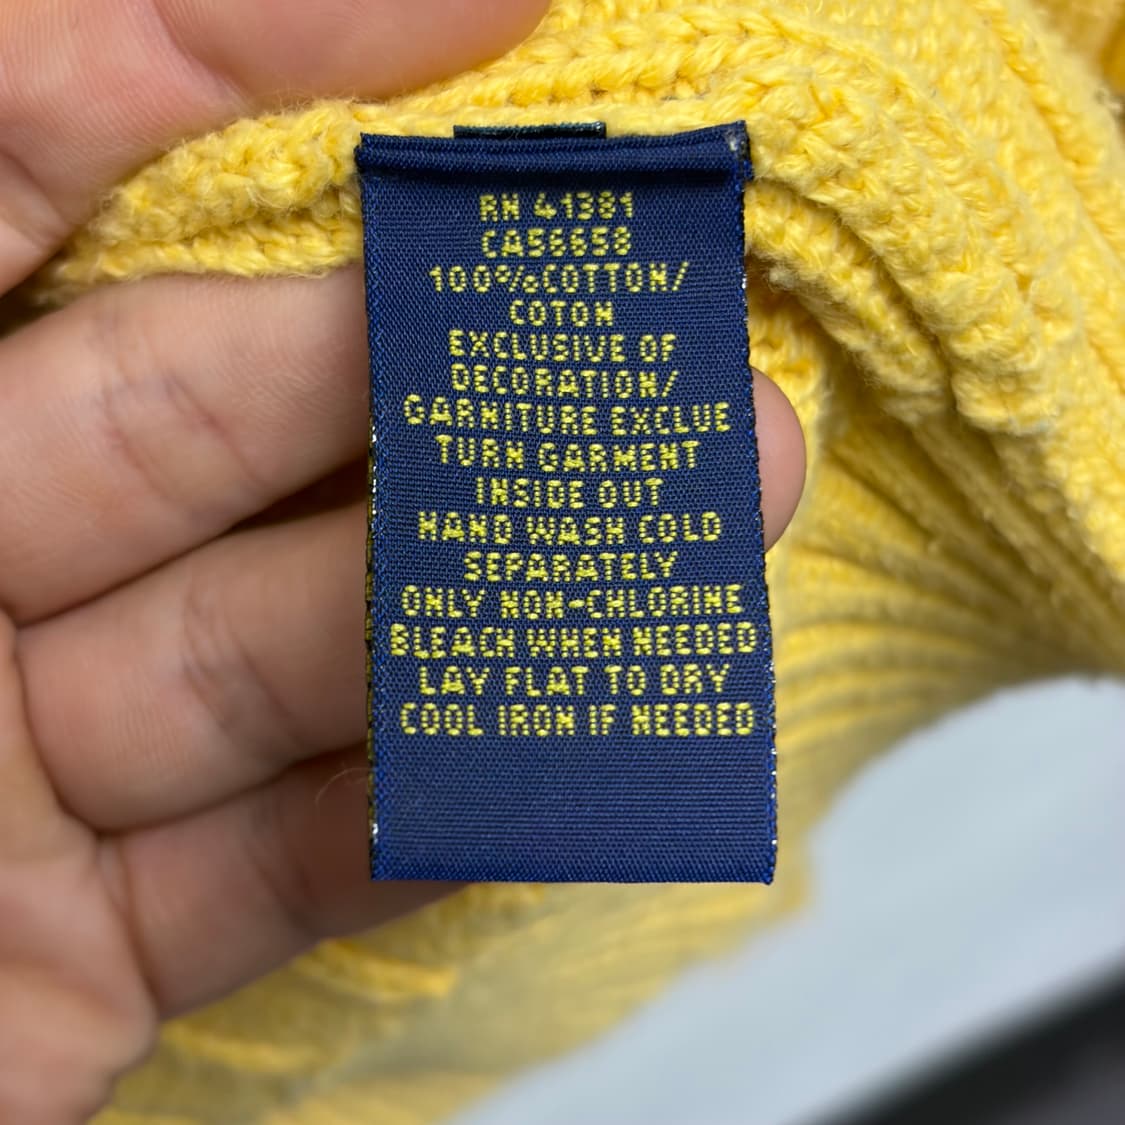 RN 41381
CA56658
100%COTTON/
COTON
EXCLUSIVE OF
DECORATION/
GARNITURE EXCLUE
TURN GARMENT
INSIDE OUT
HAND WASH COLD
SEPARATELY
ONLY NON-CHLORINE
BLEACH WHEN NEEDED
LAY FLAT TO DRY
COOL IRON IF NEEDED